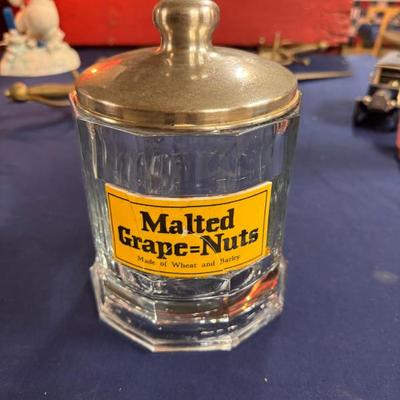 Malted
Grape=Nuts
Made of Wheat and Barley